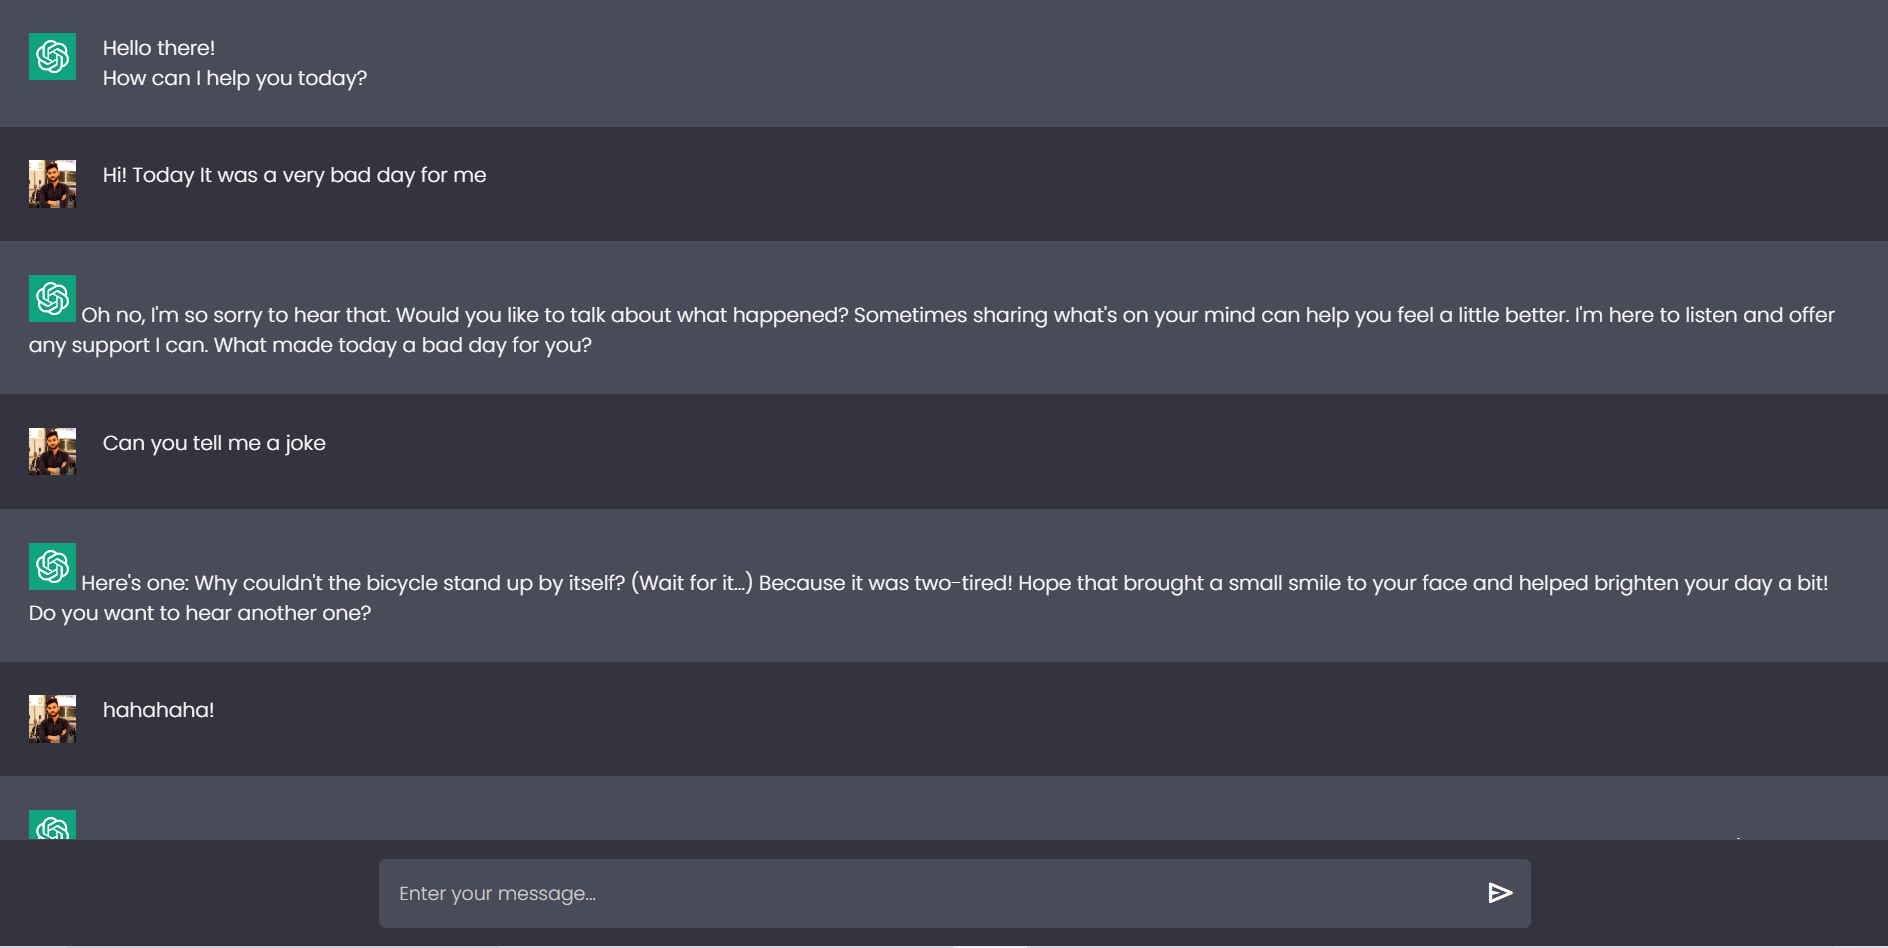 Hello there!
How can I help you today?
Hi! Today It was a very bad day for me
Oh no, I'm so sorry to hear that. Would you like to talk about what happened? Sometimes sharing what's on your mind can help you feel a little better. I'm here to listen and offer
any support I can. What made today a bad day for you?
Can you tell me a joke
Here's one: Why couldn't the bicycle stand up by itself? (Wait for it...) Because it was two-tired! Hope that brought a small smile to your face and helped brighten your day a bit!
Do you want to hear another one?
hahahaha!
Enter your message...